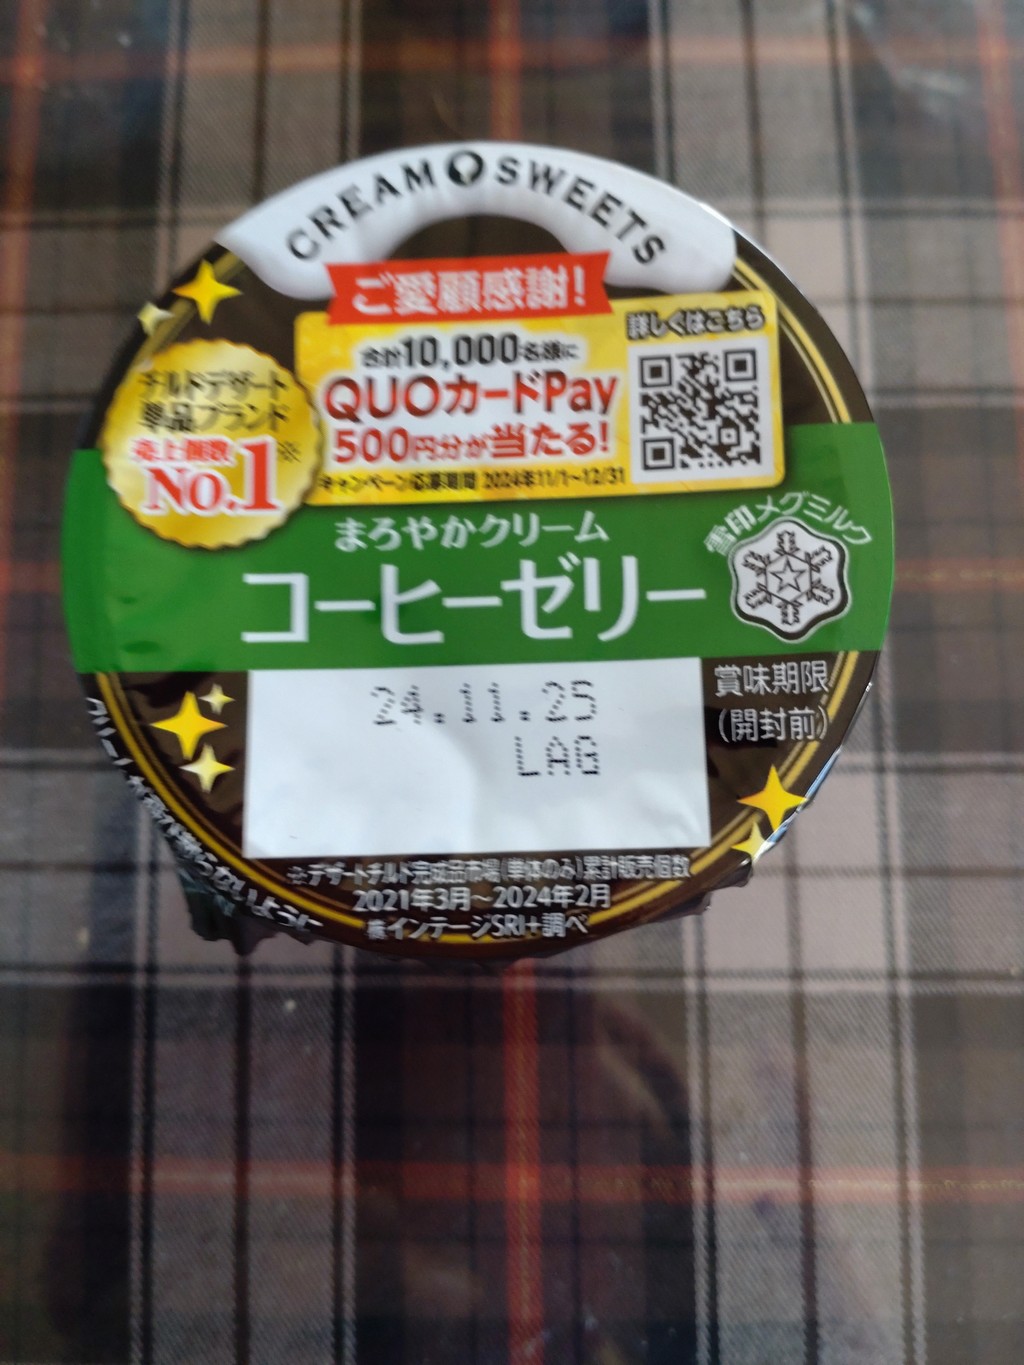 CREAM SWEETS
ご愛顧感謝!
合計10,000名様に
QUOカードPay
500円分が当たる!
キャンペーン応募期間 2024年11/1~12/31
詳しくはこちら
チルドデザート
単品ブランド
売上個数※
No.1
まろやかクリーム
コーヒーゼリー
雪印メグミルク
24.11.25
LAG
賞味期限
(開封前)
※デザートチルド完成品市場(単体のみ)累計販売個数
2021年3月~2024年2月
㈱インテージSRI+調べ
ように